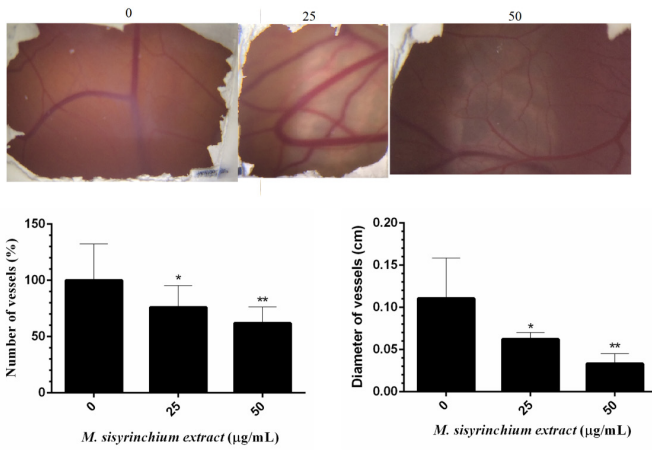 0 25 50
150
100
50
0
Number of vessels (%)
* **
0 25 50
M. sisyrinchium extract (µg/mL)
0.20
0.15
0.10
0.05
0.00
Diameter of vessels (cm)
* **
0 25 50
M. sisyrinchium extract (µg/mL)